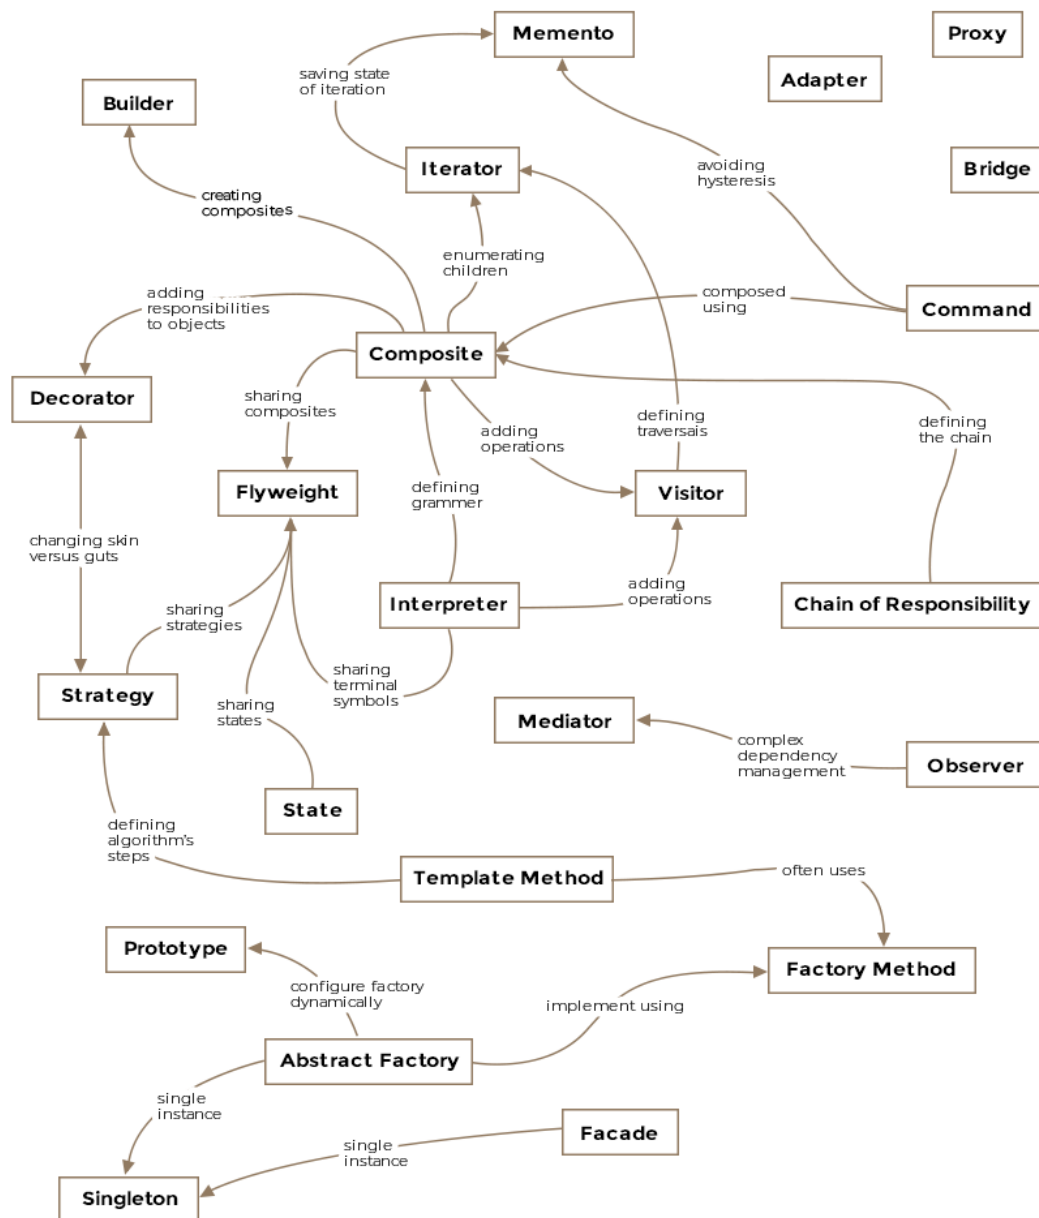 Memento
Proxy
Adapter
saving state
of iteration
Builder
Iterator
avoiding
hysteresis
Bridge
creating
composites
enumerating
children
adding
responsibilities
to objects
composed
using
Command
Composite
Decorator
sharing
composites
adding
operations
defining
traversais
defining
the chain
Flyweight
defining
grammer
Visitor
changing skin
versus guts
sharing
strategies
Interpreter
adding
operations
Chain of Responsibility
Strategy
sharing
states
sharing
terminal
symbols
Mediator
complex
dependency
management
Observer
State
defining
algorithm's
steps
Template Method
often uses
Prototype
Factory Method
configure factory
dynamically
implement using
Abstract Factory
single
instance
Facade
single
instance
Singleton